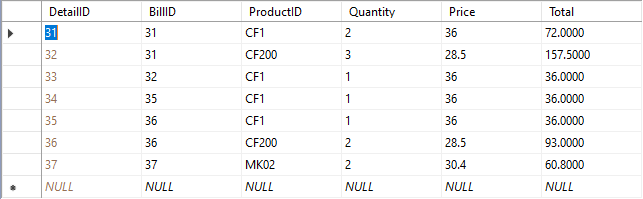 DetailID BillID ProductID Quantity Price Total
31 31 CF1 2 36 72.0000
32 31 CF200 3 28.5 157.5000
33 32 CF1 1 36 36.0000
34 35 CF1 1 36 36.0000
35 36 CF1 1 36 36.0000
36 36 CF200 2 28.5 93.0000
37 37 MK02 2 30.4 60.8000
NULL NULL NULL NULL NULL NULL